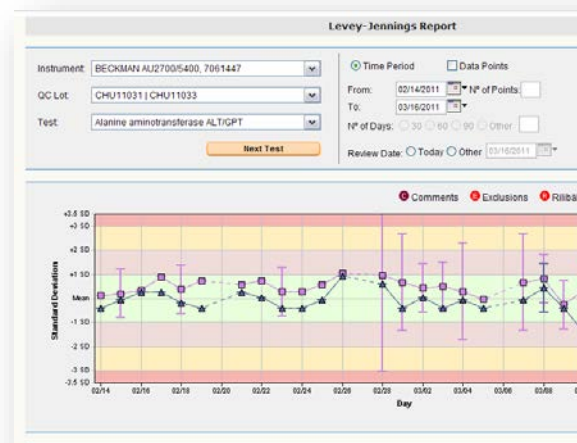 Levey-Jennings Report
Instrument: BECKMAN AU2700/5400, 7061447
QC Lot: CHU11031 | CHU11033
Test: Alanine aminotransferase ALT/GPT
Next Test
Time Period Data Points
From: 02/14/2011 Nº of Points:
To: 03/16/2011
Nº of Days: 30 60 90 Other
Review Date: Today Other 03/16/2011
C Comments Exclusions Rilibä
Standard Deviations
+3.5 SD
+3 SD
+2 SD
+1 SD
Mean
-1 SD
-2 SD
-3 SD
-3.5 SD
02/14 02/16 02/17 02/18 02/20 02/22 02/24 02/26 02/28 03/02 03/04 03/06 03/08
Day